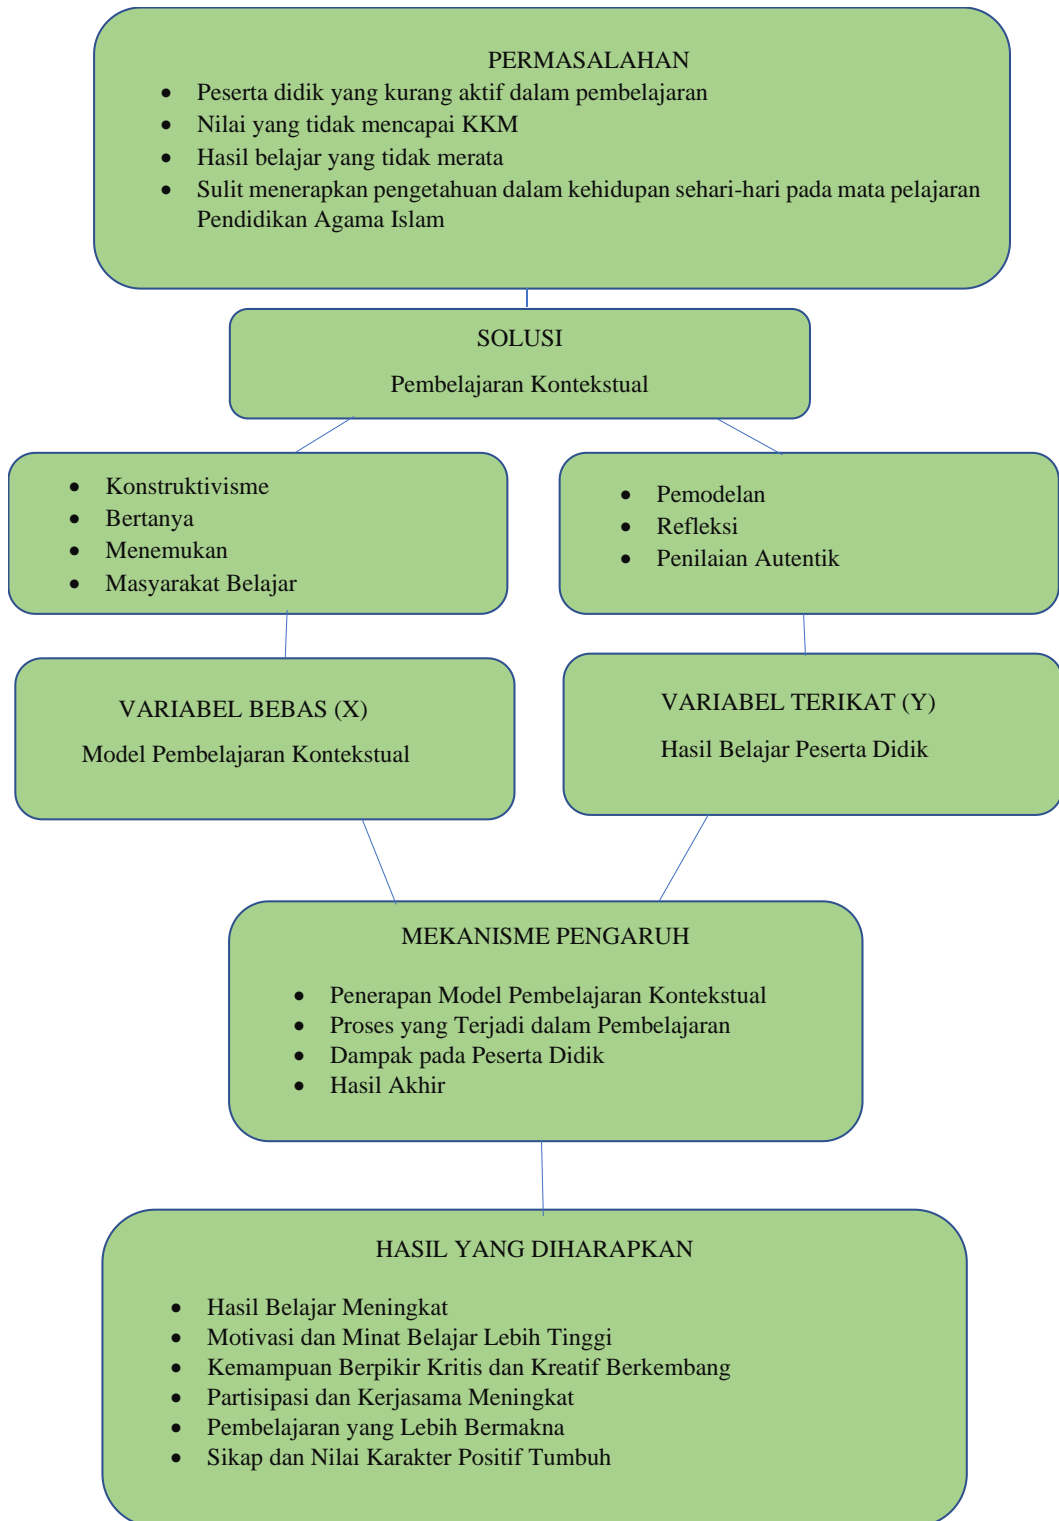 PERMASALAHAN
• Peserta didik yang kurang aktif dalam pembelajaran
• Nilai yang tidak mencapai KKM
• Hasil belajar yang tidak merata
• Sulit menerapkan pengetahuan dalam kehidupan sehari-hari pada mata pelajaran
Pendidikan Agama Islam
SOLUSI
Pembelajaran Kontekstual
• Konstruktivisme
• Bertanya
• Menemukan
• Masyarakat Belajar
• Pemodelan
• Refleksi
• Penilaian Autentik
VARIABEL BEBAS (X)
Model Pembelajaran Kontekstual
VARIABEL TERIKAT (Y)
Hasil Belajar Peserta Didik
MEKANISME PENGARUH
• Penerapan Model Pembelajaran Kontekstual
• Proses yang Terjadi dalam Pembelajaran
• Dampak pada Peserta Didik
• Hasil Akhir
HASIL YANG DIHARAPKAN
• Hasil Belajar Meningkat
• Motivasi dan Minat Belajar Lebih Tinggi
• Kemampuan Berpikir Kritis dan Kreatif Berkembang
• Partisipasi dan Kerjasama Meningkat
• Pembelajaran yang Lebih Bermakna
• Sikap dan Nilai Karakter Positif Tumbuh